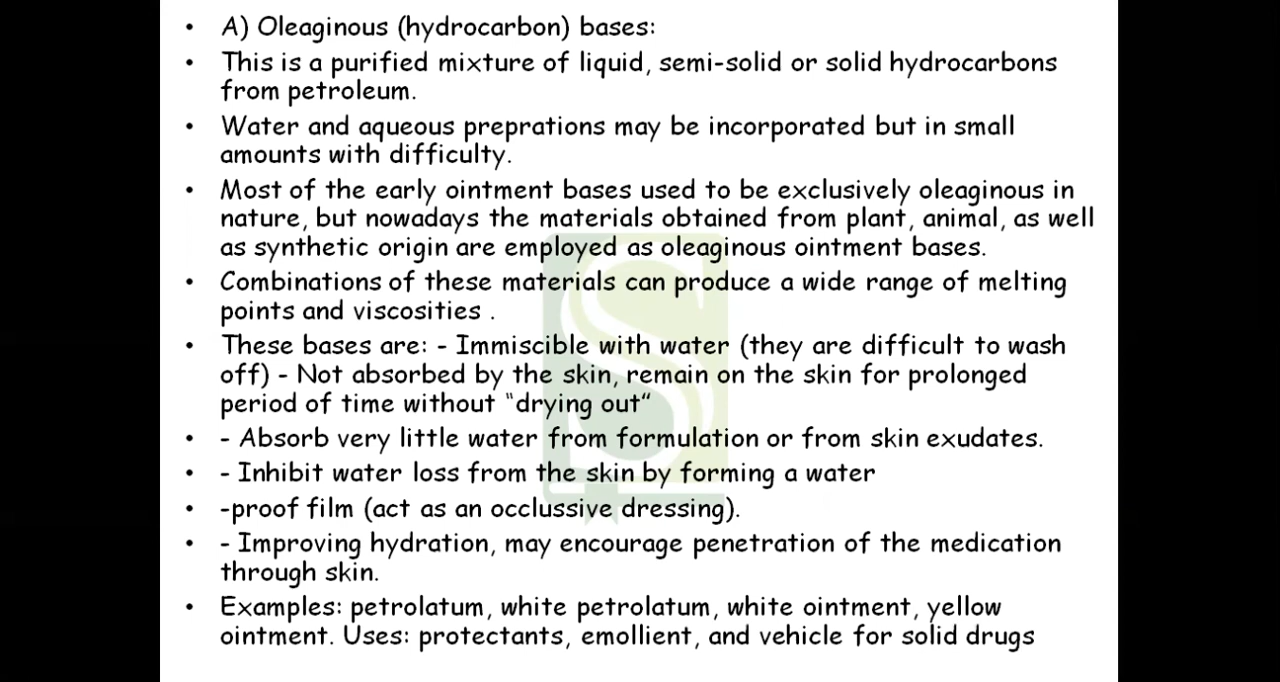 • A) Oleaginous (hydrocarbon) bases:
• This is a purified mixture of liquid, semi-solid or solid hydrocarbons
from petroleum.
• Water and aqueous preprations may be incorporated but in small
amounts with difficulty.
• Most of the early ointment bases used to be exclusively oleaginous in
nature, but nowadays the materials obtained from plant, animal, as well
as synthetic origin are employed as oleaginous ointment bases.
• Combinations of these materials can produce a wide range of melting
points and viscosities .
• These bases are: - Immiscible with water (they are difficult to wash
off) - Not absorbed by the skin, remain on the skin for prolonged
period of time without “drying out“
• - Absorb very little water from formulation or from skin exudates.
• - Inhibit water loss from the skin by forming a water
• -proof film (act as an occlussive dressing).
• - Improving hydration, may encourage penetration of the medication
through skin.
• Examples: petrolatum, white petrolatum, white ointment, yellow
ointment. Uses: protectants, emollient, and vehicle for solid drugs